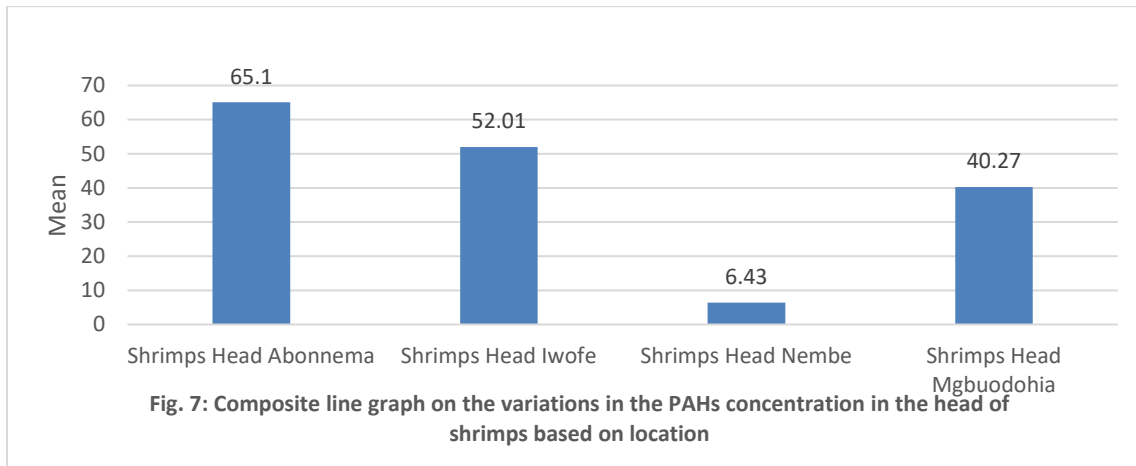 65.1
52.01
40.27
6.43
70
60
50
40
30
20
10
0
Mean
Shrimps Head Abonnema
Shrimps Head Iwofe
Shrimps Head Nembe
Shrimps Head
Mgbuodohia
Fig. 7: Composite line graph on the variations in the PAHs concentration in the head of
shrimps based on location